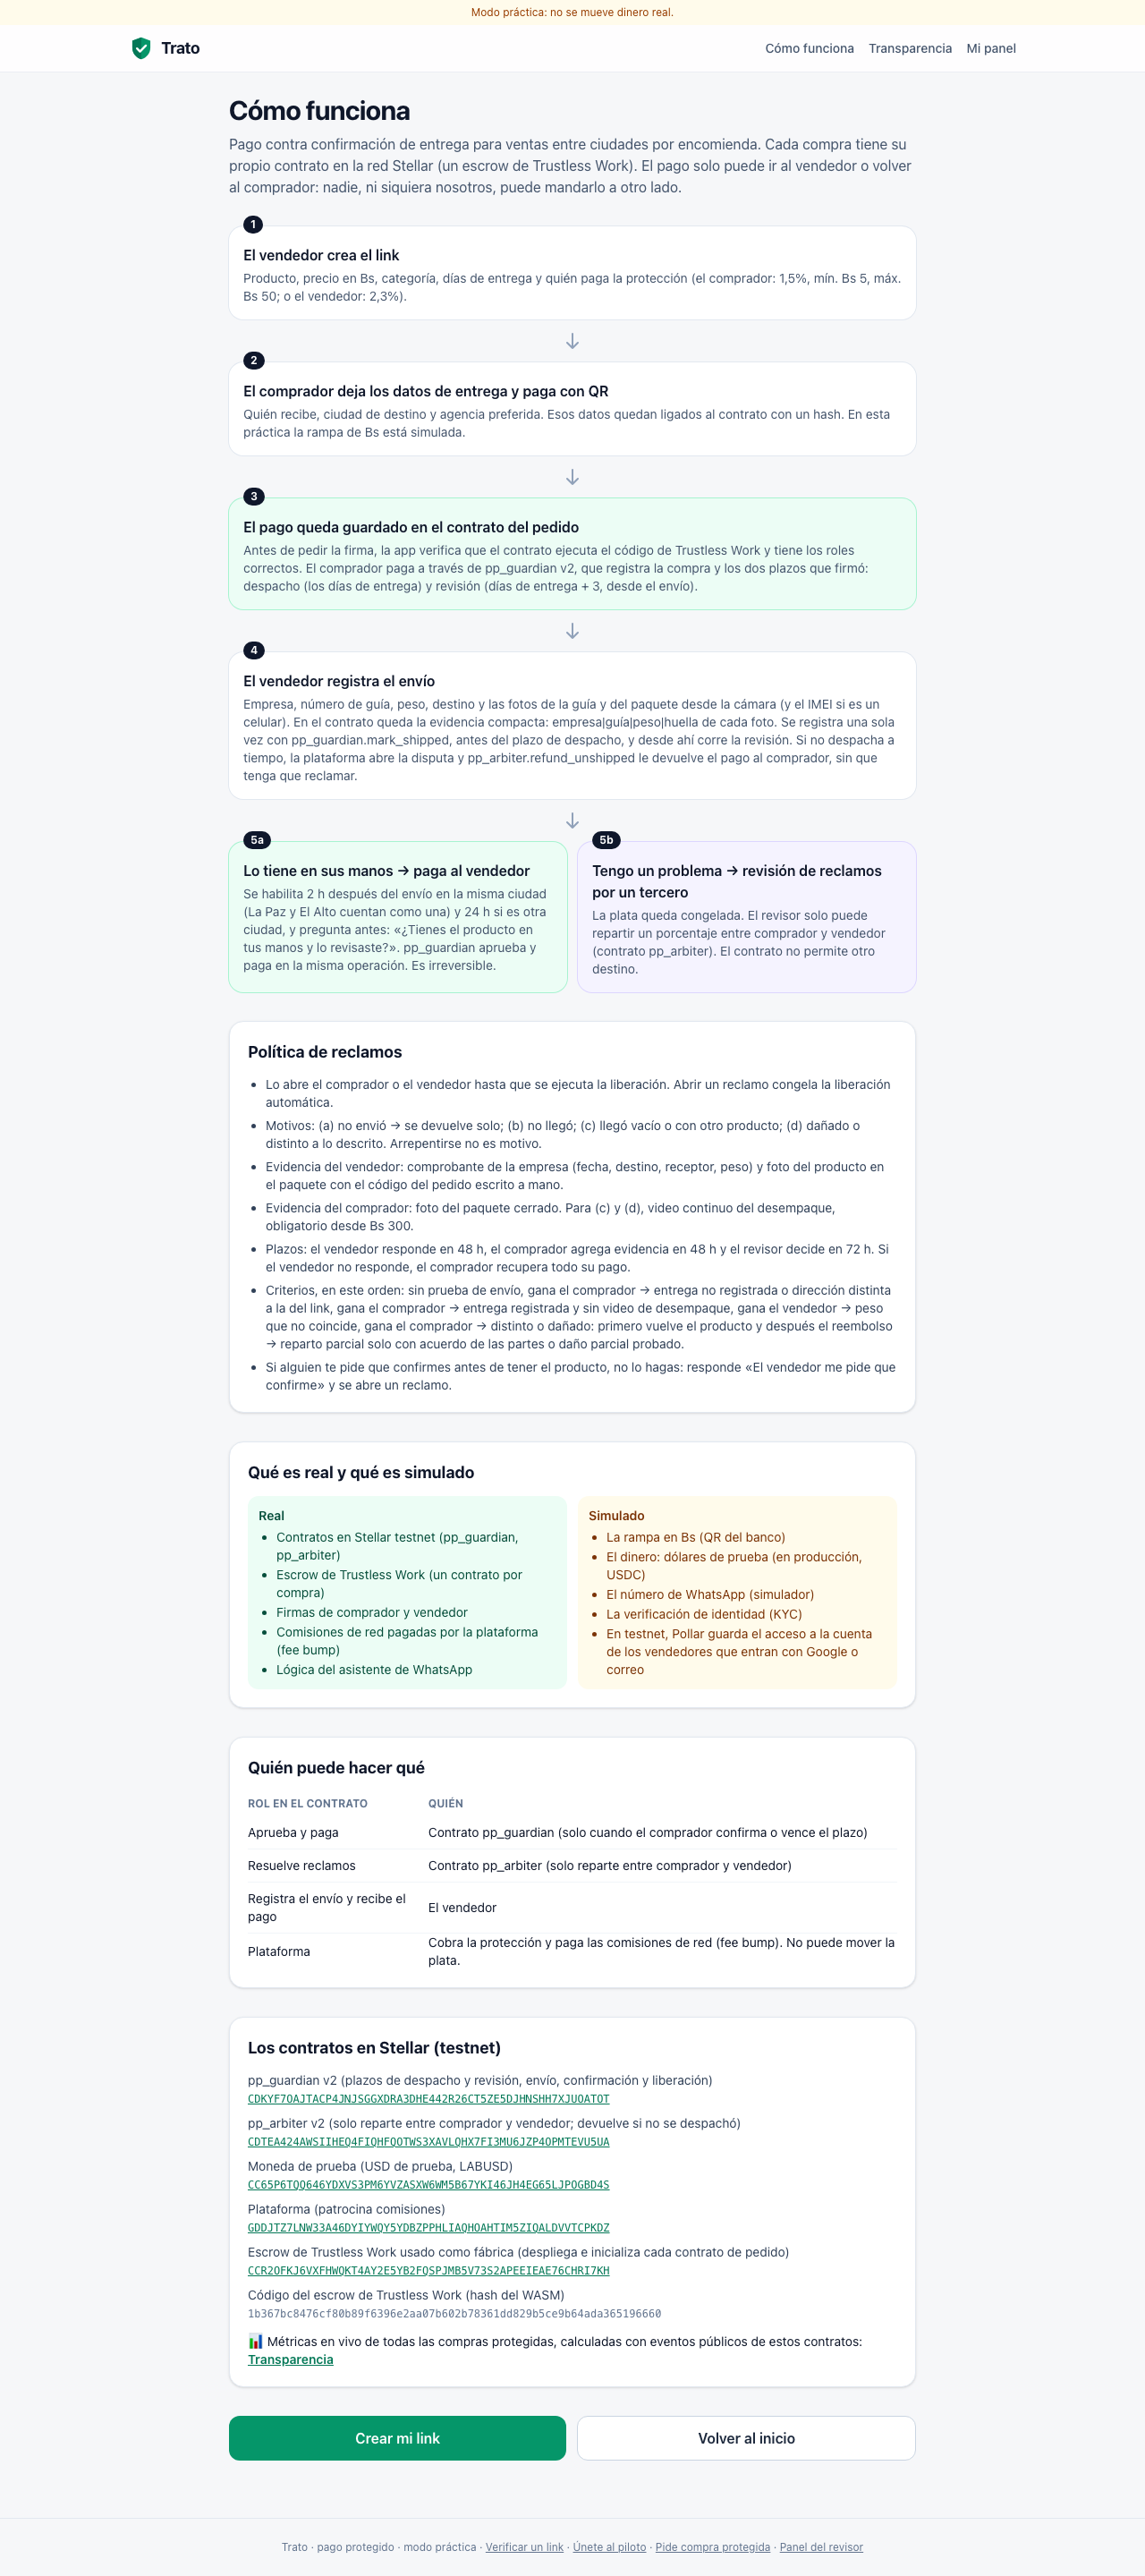 Modo práctica: no se mueve dinero real.
Trato
Cómo funciona
Transparencia
Mi panel
Cómo funciona
Pago contra confirmación de entrega para ventas entre ciudades por encomienda. Cada compra tiene su
propio contrato en la red Stellar (un escrow de Trustless Work). El pago solo puede ir al vendedor o volver
al comprador: nadie, ni siquiera nosotros, puede mandarlo a otro lado.
1
El vendedor crea el link
Producto, precio en Bs, categoría, días de entrega y quién paga la protección (el comprador: 1,5%, mín. Bs 5, máx.
Bs 50; o el vendedor: 2,3%).
2
El comprador deja los datos de entrega y paga con QR
Quién recibe, ciudad de destino y agencia preferida. Esos datos quedan ligados al contrato con un hash. En esta
práctica la rampa de Bs está simulada.
3
El pago queda guardado en el contrato del pedido
Antes de pedir la firma, la app verifica que el contrato ejecuta el código de Trustless Work y tiene los roles
correctos. El comprador paga a través de pp_guardian v2, que registra la compra y los dos plazos que firmó:
despacho (los días de entrega) y revisión (días de entrega + 3, desde el envío).
4
El vendedor registra el envío
Empresa, número de guía, peso, destino y las fotos de la guía y del paquete desde la cámara (y el IMEI si es un
celular). En el contrato queda la evidencia compacta: empresa|guía|peso|huella de cada foto. Se registra una sola
vez con pp_guardian.mark_shipped, antes del plazo de despacho, y desde ahí corre la revisión. Si no despacha a
tiempo, la plataforma abre la disputa y pp_arbiter.refund_unshipped le devuelve el pago al comprador, sin que
tenga que reclamar.
5a
Lo tiene en sus manos → paga al vendedor
Se habilita 2 h después del envío en la misma ciudad
(La Paz y El Alto cuentan como una) y 24 h si es otra
ciudad, y pregunta antes: «¿Tienes el producto en
tus manos y lo revisaste?». pp_guardian aprueba y
paga en la misma operación. Es irreversible.
5b
Tengo un problema → revisión de reclamos
por un tercero
La plata queda congelada. El revisor solo puede
repartir un porcentaje entre comprador y vendedor
(contrato pp_arbiter). El contrato no permite otro
destino.
Política de reclamos
• Lo abre el comprador o el vendedor hasta que se ejecuta la liberación. Abrir un reclamo congela la liberación
automática.
• Motivos: (a) no envió → se devuelve solo; (b) no llegó; (c) llegó vacío o con otro producto; (d) dañado o
distinto a lo descrito. Arrepentirse no es motivo.
• Evidencia del vendedor: comprobante de la empresa (fecha, destino, receptor, peso) y foto del producto en
el paquete con el código del pedido escrito a mano.
• Evidencia del comprador: foto del paquete cerrado. Para (c) y (d), video continuo del desempaque,
obligatorio desde Bs 300.
• Plazos: el vendedor responde en 48 h, el comprador agrega evidencia en 48 h y el revisor decide en 72 h. Si
el vendedor no responde, el comprador recupera todo su pago.
• Criterios, en este orden: sin prueba de envío, gana el comprador → entrega no registrada o dirección distinta
a la del link, gana el comprador → entrega registrada y sin video de desempaque, gana el vendedor → peso
que no coincide, gana el comprador → distinto o dañado: primero vuelve el producto y después el reembolso
→ reparto parcial solo con acuerdo de las partes o daño parcial probado.
• Si alguien te pide que confirmes antes de tener el producto, no lo hagas: responde «El vendedor me pide que
confirme» y se abre un reclamo.
Qué es real y qué es simulado
Real
• Contratos en Stellar testnet (pp_guardian,
pp_arbiter)
• Escrow de Trustless Work (un contrato por
compra)
• Firmas de comprador y vendedor
• Comisiones de red pagadas por la plataforma
(fee bump)
• Lógica del asistente de WhatsApp
Simulado
• La rampa en Bs (QR del banco)
• El dinero: dólares de prueba (en producción,
USDC)
• El número de WhatsApp (simulador)
• La verificación de identidad (KYC)
• En testnet, Pollar guarda el acceso a la cuenta
de los vendedores que entran con Google o
correo
Quién puede hacer qué
ROL EN EL CONTRATO
QUIÉN
Aprueba y paga
Contrato pp_guardian (solo cuando el comprador confirma o vence el plazo)
Resuelve reclamos
Contrato pp_arbiter (solo reparte entre comprador y vendedor)
Registra el envío y recibe el
pago
El vendedor
Plataforma
Cobra la protección y paga las comisiones de red (fee bump). No puede mover la
plata.
Los contratos en Stellar (testnet)
pp_guardian v2 (plazos de despacho y revisión, envío, confirmación y liberación)
CDKYF7OAJTACP4JNJSGGXDRA3DHE442R26CT5ZE5DJHNSHH7XJUOATOT
pp_arbiter v2 (solo reparte entre comprador y vendedor; devuelve si no se despachó)
CDTEA424AWSIIHEQ4FIQHFQOTWS3XAVLQHX7FI3MU6JZP4OPMTEVU5UA
Moneda de prueba (USD de prueba, LABUSD)
CC65P6TQQ646YDXVS3PM6YVZASXW6WM5B67YKI46JH4EG65LJPOGBD4S
Plataforma (patrocina comisiones)
GDDJTZ7LNW33A46DYIYWQY5YDBZPPHLIAQHOAHTIM5ZIQALDVVTCPKDZ
Escrow de Trustless Work usado como fábrica (despliega e inicializa cada contrato de pedido)
CCR2OFKJ6VXFHWQKT4AY2E5YB2FQSPJMB5V73S2APEEIEAE76CHRI7KH
Código del escrow de Trustless Work (hash del WASM)
1b367bc8476cf80b89f6396e2aa07b602b78361dd829b5ce9b64ada365196660
Métricas en vivo de todas las compras protegidas, calculadas con eventos públicos de estos contratos:
Transparencia
Crear mi link
Volver al inicio
Trato · pago protegido · modo práctica · Verificar un link · Únete al piloto · Pide compra protegida · Panel del revisor